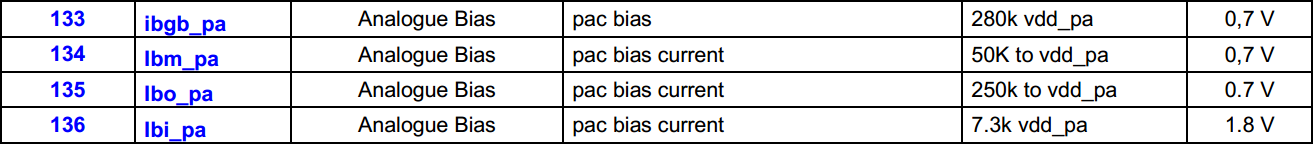 133 ibgb_pa Analogue Bias pac bias 280k vdd_pa 0,7 V
134 Ibm_pa Analogue Bias pac bias current 50K to vdd_pa 0,7 V
135 Ibo_pa Analogue Bias pac bias current 250k to vdd_pa 0.7 V
136 Ibi_pa Analogue Bias pac bias current 7.3k vdd_pa 1.8 V